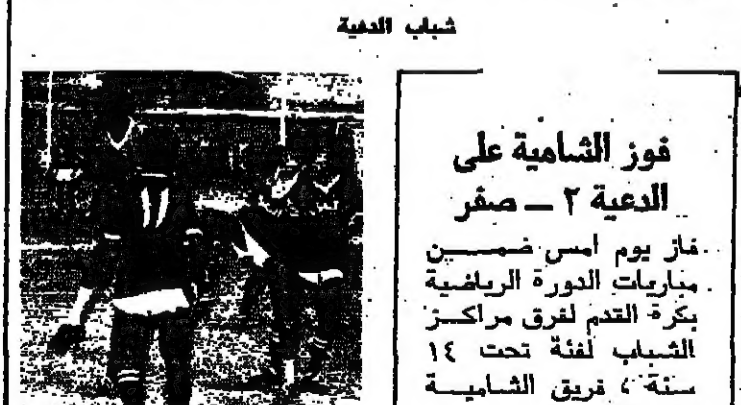 شباب الدعية
فوز الشامية على
الدعية ٢ — صفر
فاز يوم امس ضمن
مباريات الدورة الرياضية
بكرة القدم لفرق مراكز
الشباب لفئة تحت ١٤
سنة ، فريق الشامية